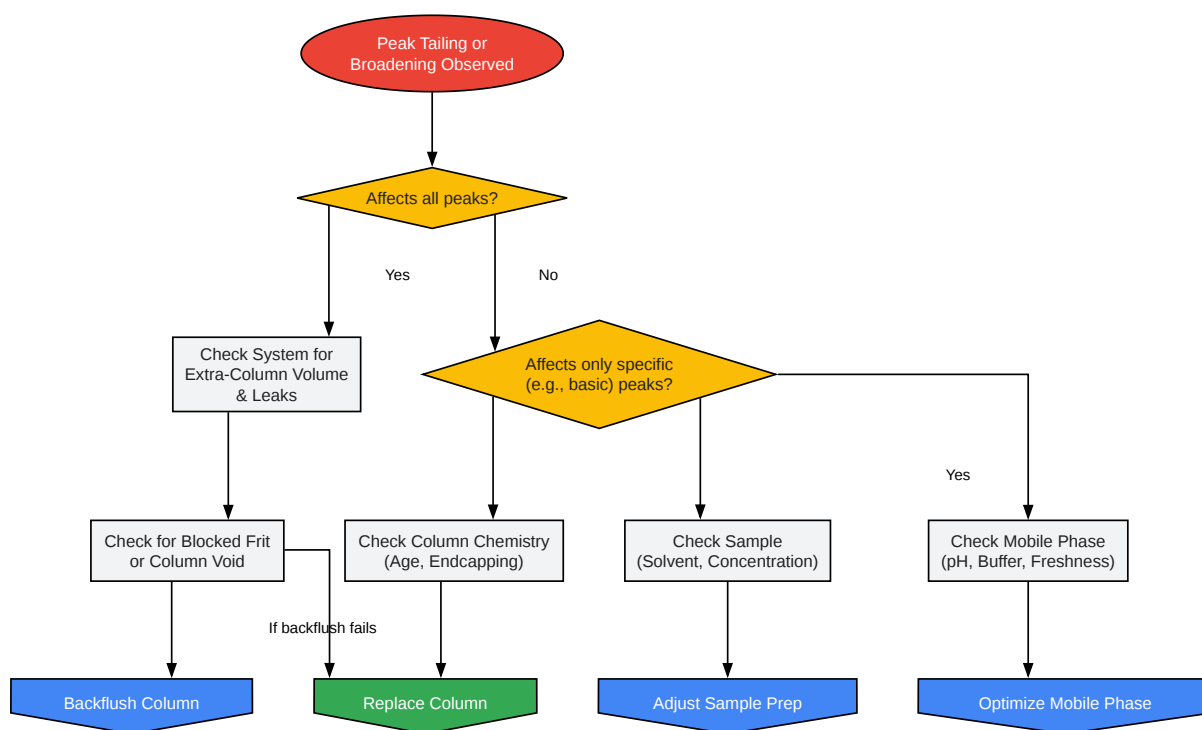 Peak Tailing or
Broadening Observed
Affects all peaks?
Yes
No
Check System for
Extra-Column Volume
& Leaks
Affects only specific
(e.g., basic) peaks?
Yes
Check for Blocked Frit
or Column Void
Check Column Chemistry
(Age, Endcapping)
Check Sample
(Solvent, Concentration)
Check Mobile Phase
(pH, Buffer, Freshness)
If backflush fails
Backflush Column
Replace Column
Adjust Sample Prep
Optimize Mobile Phase